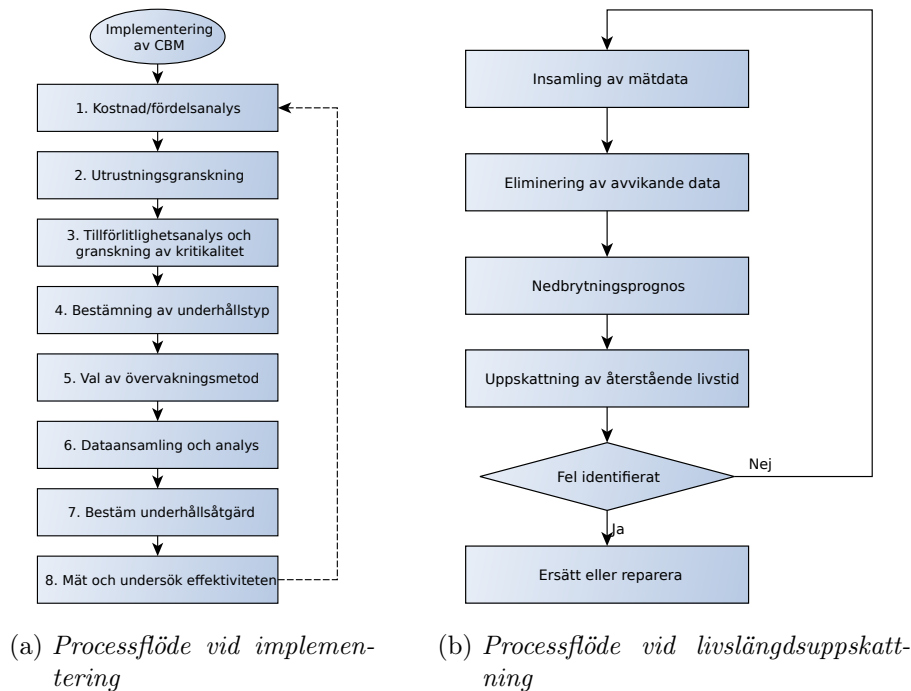 Implementering
av CBM
1. Kostnad/fördelsanalys
2. Utrustningsgranskning
3. Tillförlitlighetsanalys och
granskning av kritikalitet
4. Bestämning av underhållstyp
5. Val av övervakningsmetod
6. Dataansamling och analys
7. Bestäm underhållsåtgärd
8. Mät och undersök effektiviteten
(a) Processflöde vid implemen-
tering
Insamling av mätdata
Eliminering av avvikande data
Nedbrytningsprognos
Uppskattning av återstående livstid
Fel identifierat
Nej
Ja
Ersätt eller reparera
(b) Processflöde vid livslängdsuppskatt-
ning